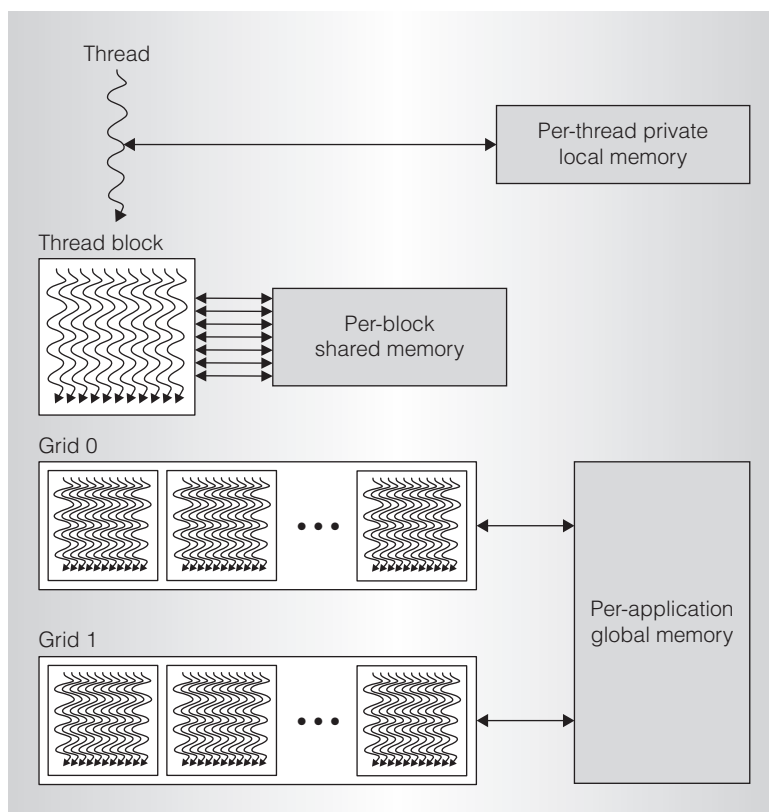 Thread
Per-thread private
local memory
Thread block
Per-block
shared memory
Grid 0
Per-application
global memory
Grid 1